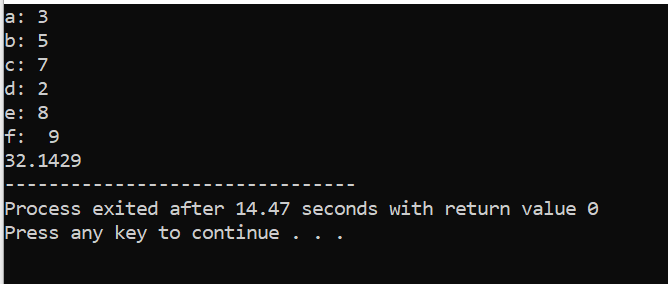 a: 3
b: 5
c: 7
d: 2
e: 8
f:  9
32.1429
--------------------------------
Process exited after 14.47 seconds with return value 0
Press any key to continue . . .